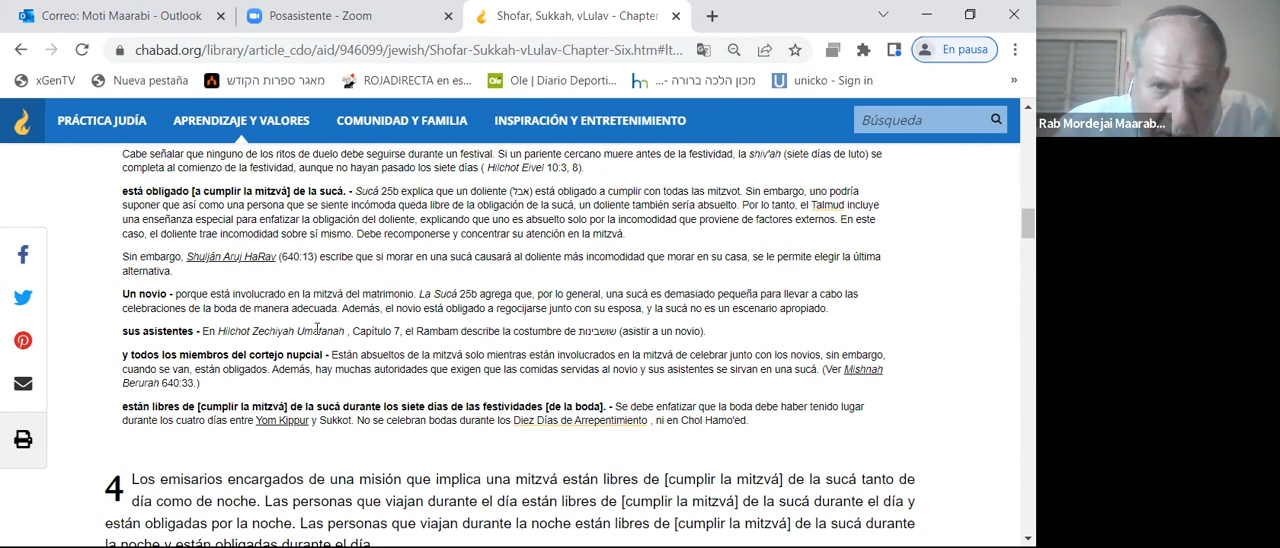 Correo: Moti Maarabi - Outlook
Posasistente - Zoom
Shofar, Sukkah, vLulav - Chapter
chabad.org/library/article_cdo/aid/946099/jewish/Shofar-Sukkah-vLulav-Chapter-Six.htm#lt...
En pausa
xGenTV
Nueva pestaña
מאגר ספרות הקודש
ROJADIRECTA en es...
Ole | Diario Deporti...
מכון הלכה ברורה -...
unicko - Sign in
»
PRÁCTICA JUDÍA
APRENDIZAJE Y VALORES
COMUNIDAD Y FAMILIA
INSPIRACIÓN Y ENTRETENIMIENTO
Búsqueda
Rab Mordejai Maarab...
Cabe señalar que ninguno de los ritos de duelo debe seguirse durante un festival. Si un pariente cercano muere antes de la festividad, la shiv'ah (siete días de luto) se
completa al comienzo de la festividad, aunque no hayan pasado los siete días ( Hilchot Eivel 10:3, 8).
está obligado [a cumplir la mitzvá] de la sucá. - Sucá 25b explica que un doliente (אבל) está obligado a cumplir con todas las mitzvot. Sin embargo, uno podría
suponer que así como una persona que se siente incómoda queda libre de la obligación de la sucá, un doliente también sería absuelto. Por lo tanto, el Talmud incluye
una enseñanza especial para enfatizar la obligación del doliente, explicando que uno es absuelto solo por la incomodidad que proviene de factores externos. En este
caso, el doliente trae incomodidad sobre sí mismo. Debe recomponerse y concentrar su atención en la mitzvá.
Sin embargo, Shulján Aruj HaRav (640:13) escribe que si morar en una sucá causará al doliente más incomodidad que morar en su casa, se le permite elegir la última
alternativa.
Un novio - porque está involucrado en la mitzvá del matrimonio. La Sucá 25b agrega que, por lo general, una sucá es demasiado pequeña para llevar a cabo las
celebraciones de la boda de manera adecuada. Además, el novio está obligado a regocijarse junto con su esposa, y la sucá no es un escenario apropiado.
sus asistentes - En Hilchot Zechiyah Umatanah , Capítulo 7, el Rambam describe la costumbre de שושבינות (asistir a un novio).
y todos los miembros del cortejo nupcial - Están absueltos de la mitzvá solo mientras están involucrados en la mitzvá de celebrar junto con los novios, sin embargo,
cuando se van, están obligados. Además, hay muchas autoridades que exigen que las comidas servidas al novio y sus asistentes se sirvan en una sucá. (Ver Mishnah
Berurah 640:33.)
están libres de [cumplir la mitzvá] de la sucá durante los siete días de las festividades [de la boda]. - Se debe enfatizar que la boda debe haber tenido lugar
durante los cuatro días entre Yom Kippur y Sukkot. No se celebran bodas durante los Diez Días de Arrepentimiento , ni en Chol Hamo'ed.
4 Los emisarios encargados de una misión que implica una mitzvá están libres de [cumplir la mitzvá] de la sucá tanto de
día como de noche. Las personas que viajan durante el día están libres de [cumplir la mitzvá] de la sucá durante el día y
están obligadas por la noche. Las personas que viajan durante la noche están libres de [cumplir la mitzvá] de la sucá durante
la noche y están obligadas durante el día.